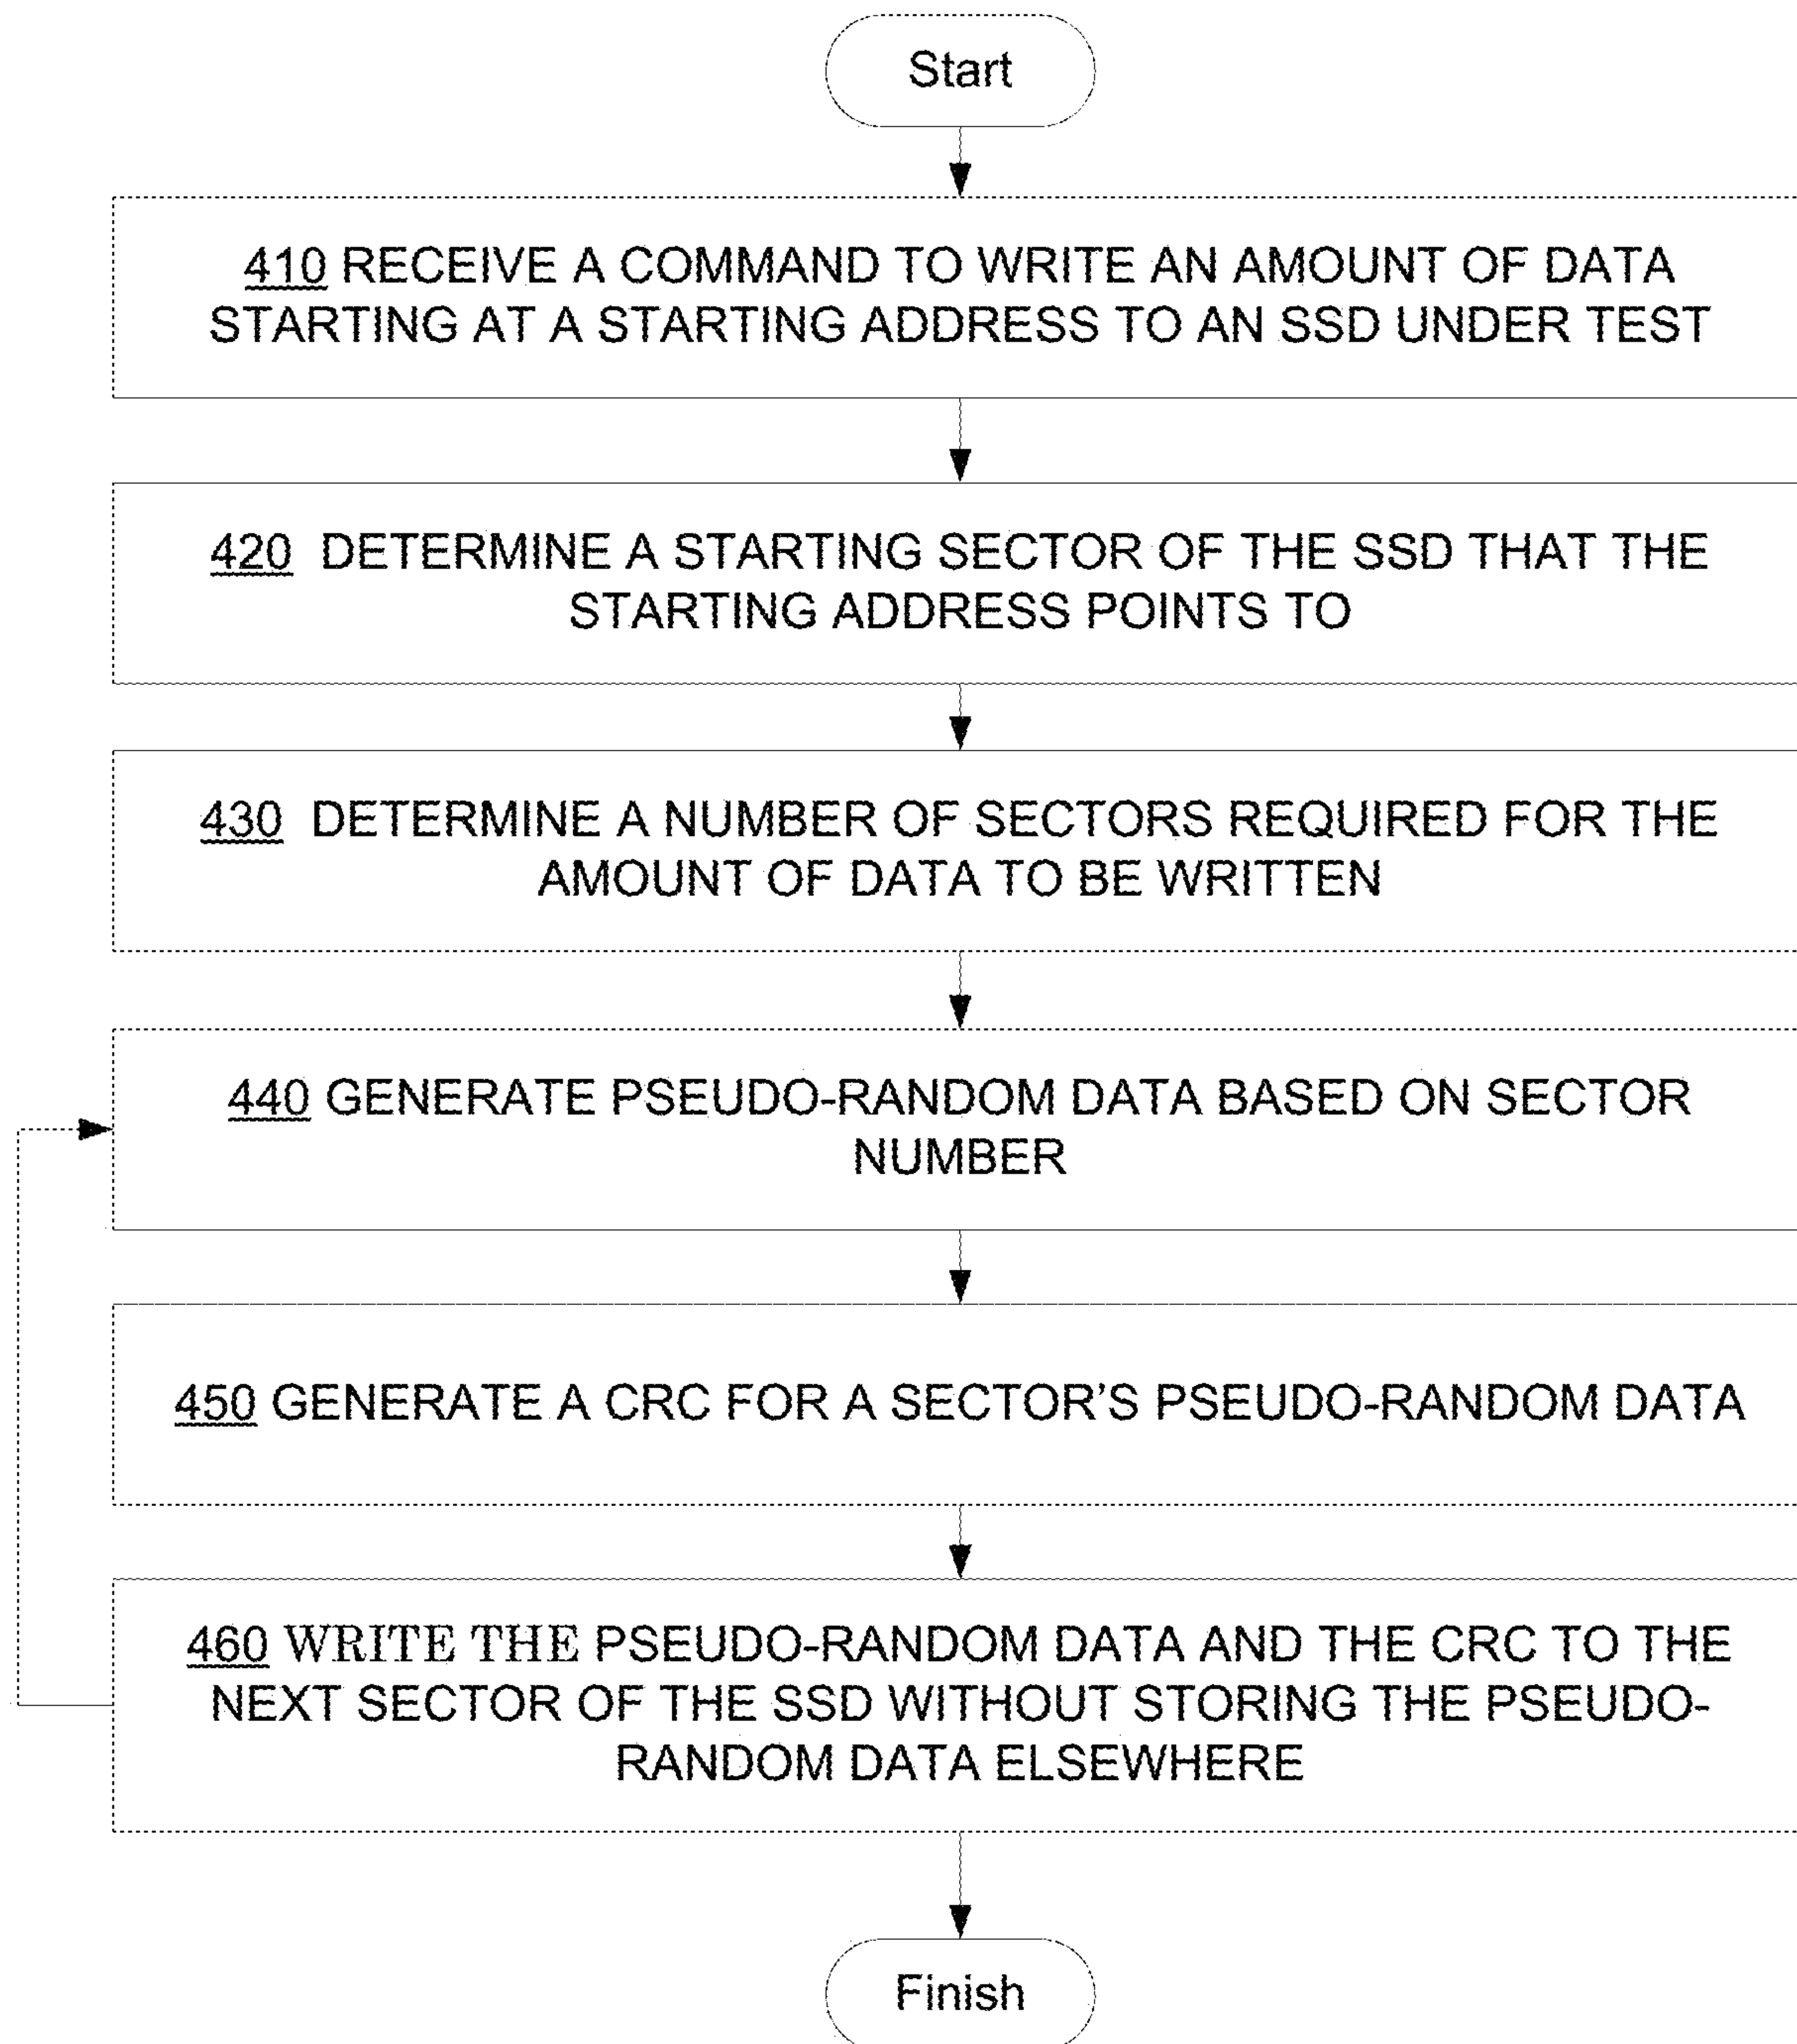 Start
410 RECEIVE A COMMAND TO WRITE AN AMOUNT OF DATA
STARTING AT A STARTING ADDRESS TO AN SSD UNDER TEST
420 DETERMINE A STARTING SECTOR OF THE SSD THAT THE
STARTING ADDRESS POINTS TO
430 DETERMINE A NUMBER OF SECTORS REQUIRED FOR THE
AMOUNT OF DATA TO BE WRITTEN
440 GENERATE PSEUDO-RANDOM DATA BASED ON SECTOR
NUMBER
450 GENERATE A CRC FOR A SECTOR'S PSEUDO-RANDOM DATA
460 WRITE THE PSEUDO-RANDOM DATA AND THE CRC TO THE
NEXT SECTOR OF THE SSD WITHOUT STORING THE PSEUDO-
RANDOM DATA ELSEWHERE
Finish